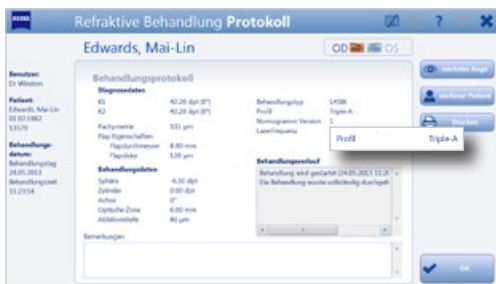 ZEISS
Refraktive Behandlung Protokoll
?
Edwards, Mai-Lin
OD
OS
Benutzer:
Dr Winston
Patient:
Edwards, Mai-Lin
01.02.1982
53570
Behandlungs-
datum:
Behandlungstag
24.05.2013
Behandlungszeit
11:23:54
Behandlungsprotokoll
Diagnosedaten
K1 42.20 dpt (0°)
K2 42.20 dpt (0°)
Pachymetrie 531 µm
Flap Eigenschaften
Flapdurchmesser 8.90 mm
Flapdicke 120 µm
Behandlungsdaten
Sphäre -6.50 dpt
Zylinder 0.00 dpt
Achse 0°
Optische Zone 6.00 mm
Ablationstiefe 80 µm
Behandlungstyp LASIK
Profil Triple-A
Nomogramm Version 1
Laserfrequenz
Profil Triple-A
Behandlungsverlauf
Behandlung wird gestartet (24.05.2013 11:2
Die Behandlung wurde vollständig durchgef
Bemerkungen
nächstes Auge
nächster Patient
Drucken
OK